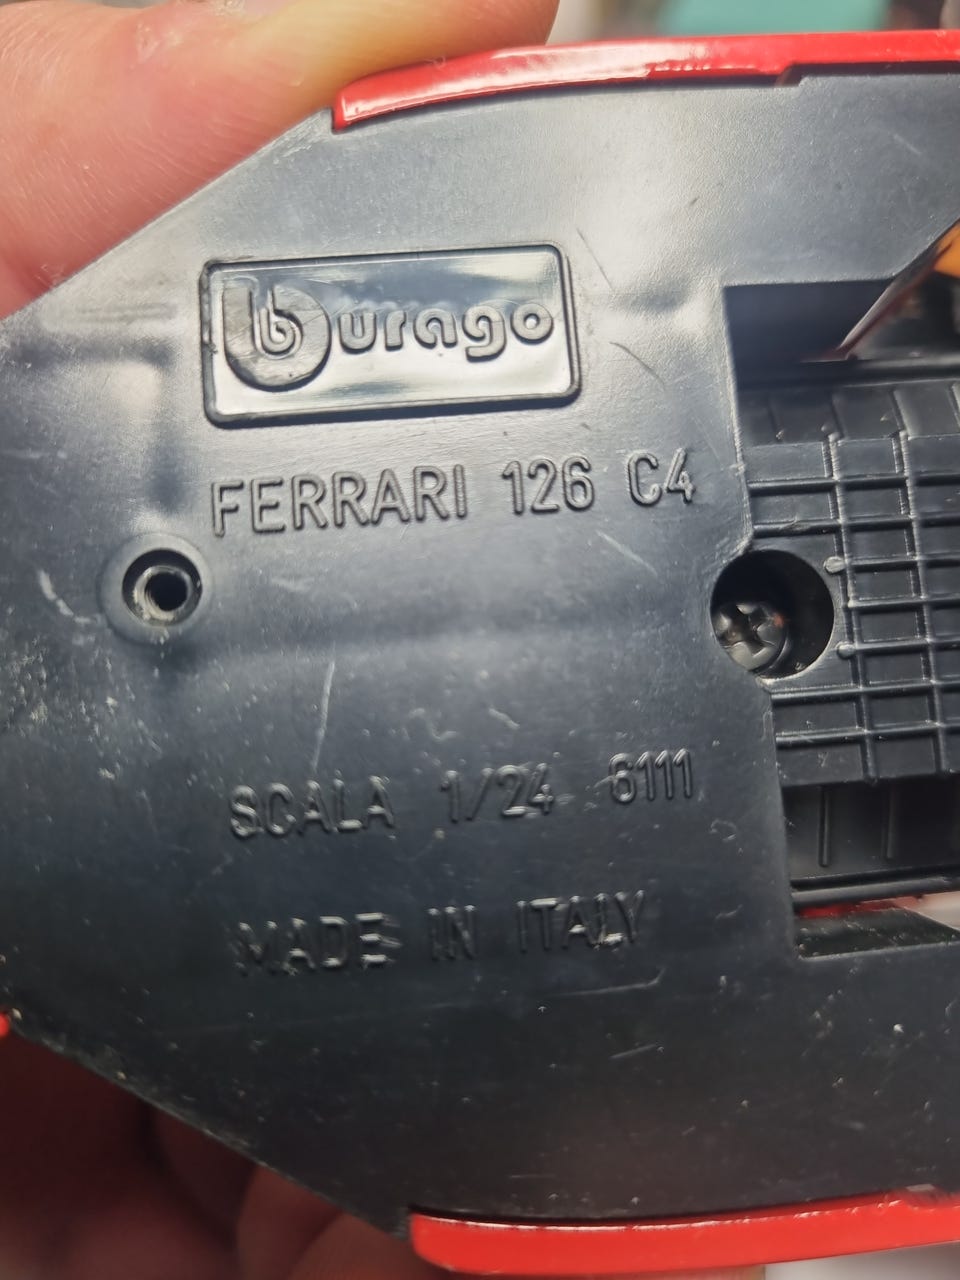 burago
FERRARI 126 C4
SCALA 1/24 6111
MADE IN ITALY